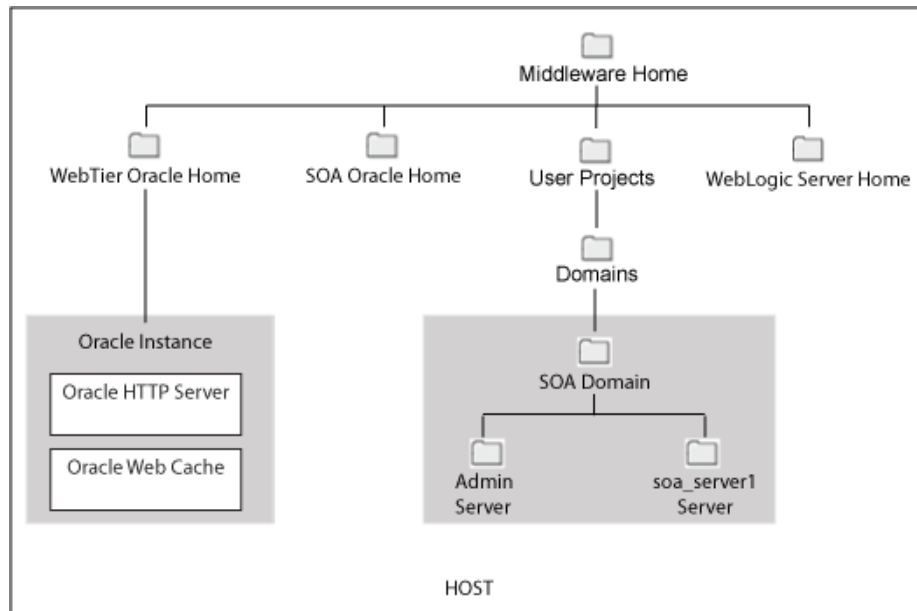 Middleware Home
WebTier Oracle Home
SOA Oracle Home
User Projects
WebLogic Server Home
Domains
Oracle Instance
Oracle HTTP Server
Oracle Web Cache
SOA Domain
Admin
Server
soa_server1
Server
HOST